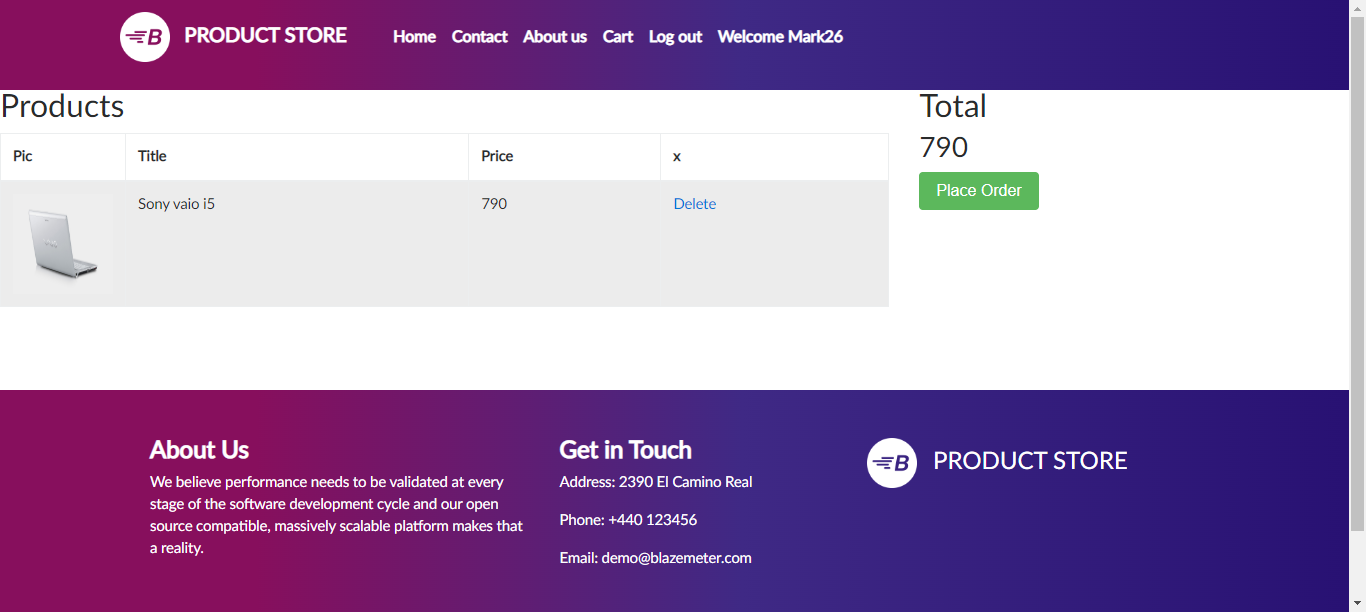 B PRODUCT STORE Home Contact About us Cart Log out Welcome Mark26
Products
Pic Title Price x
Sony vaio i5 790 Delete
Total
790
Place Order
About Us
We believe performance needs to be validated at every
stage of the software development cycle and our open
source compatible, massively scalable platform makes that
a reality.
Get in Touch
Address: 2390 El Camino Real
Phone: +440 123456
Email: demo@blazemeter.com
B PRODUCT STORE